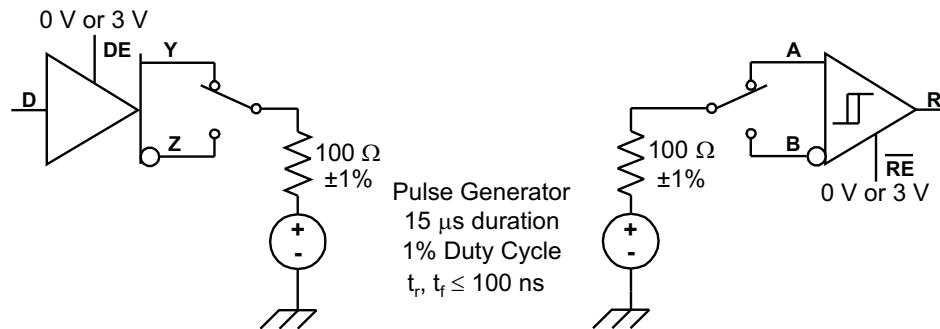 0 V or 3 V
DE
Y
D
Z
100 Ω
±1%
Pulse Generator
15 μs duration
1% Duty Cycle
tr, tf ≤ 100 ns
+
-
A
B
R
100 Ω
±1%
RE
0 V or 3 V
+
-